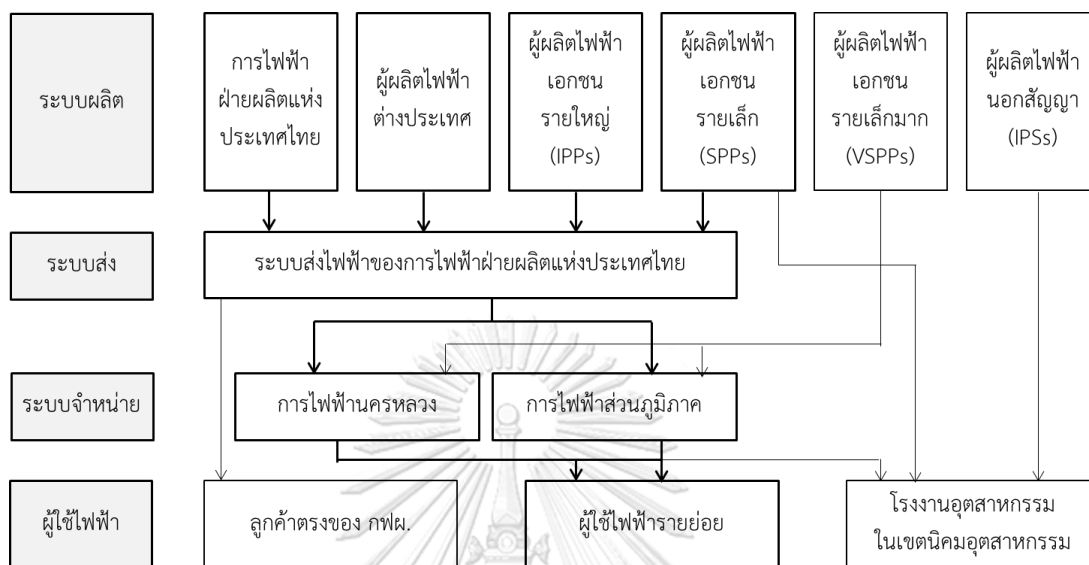 ระบบผลิต
การไฟฟ้า
ฝ่ายผลิตแห่ง
ประเทศไทย
ผู้ผลิตไฟฟ้า
ต่างประเทศ
ผู้ผลิตไฟฟ้า
เอกชน
รายใหญ่
(IPPs)
ผู้ผลิตไฟฟ้า
เอกชน
รายเล็ก
(SPPs)
ผู้ผลิตไฟฟ้า
เอกชน
รายเล็กมาก
(VSPPs)
ผู้ผลิตไฟฟ้า
นอกสัญญา
(IPSs)
ระบบส่ง
ระบบส่งไฟฟ้าของการไฟฟ้าฝ่ายผลิตแห่งประเทศไทย
ระบบจำหน่าย
การไฟฟ้านครหลวง
การไฟฟ้าส่วนภูมิภาค
ผู้ใช้ไฟฟ้า
ลูกค้าตรงของ กฟผ.
ผู้ใช้ไฟฟ้ารายย่อย
โรงงานอุตสาหกรรม
ในเขตนิคมอุตสาหกรรม